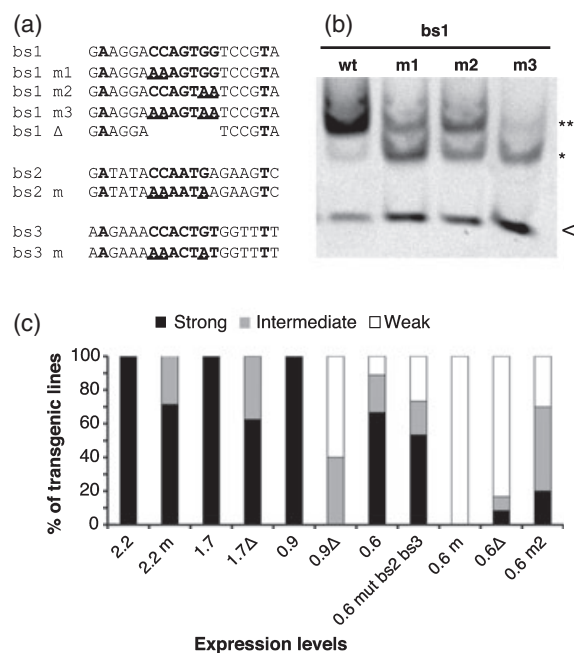 (a)
bs1 GAAGGACCAGTGGTCCGTA
bs1 m1 GAAGGAAAAGTGGTCCGTA
bs1 m2 GAAGGACCAGTAATCCGTA
bs1 m3 GAAGGAAAAGTAATCCGTA
bs1 Δ GAAGGA TCCGTA
bs2 GATATACCAATGAGAAGTC
bs2 m GATATAAAAATAAGAAGTC
bs3 AAGAAACCACTGTGGTTTT
bs3 m AAGAAAAAACTATGGTTTT
(b)
bs1
wt m1 m2 m3
**
*
<
(c)
Strong Intermediate Weak
% of transgenic lines
100
80
60
40
20
0
2.2 2.2 m 1.7 1.7Δ 0.9 0.9Δ 0.6 0.6 mut bs2 bs3 0.6 m 0.6Δ 0.6 m2
Expression levels